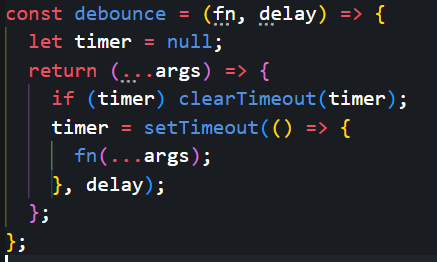 const debounce = (fn, delay) => {
  let timer = null;
  return (...args) => {
    if (timer) clearTimeout(timer);
    timer = setTimeout(() => {
      fn(...args);
    }, delay);
  };
};